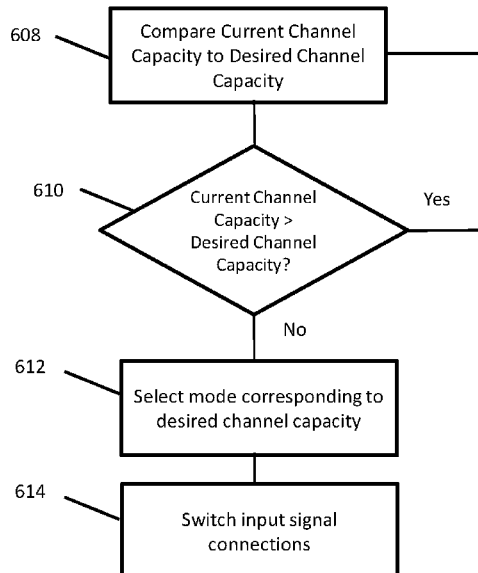 608
Compare Current Channel
Capacity to Desired Channel
Capacity
610
Current Channel
Capacity >
Desired Channel
Capacity?
Yes
No
612
Select mode corresponding to
desired channel capacity
614
Switch input signal
connections